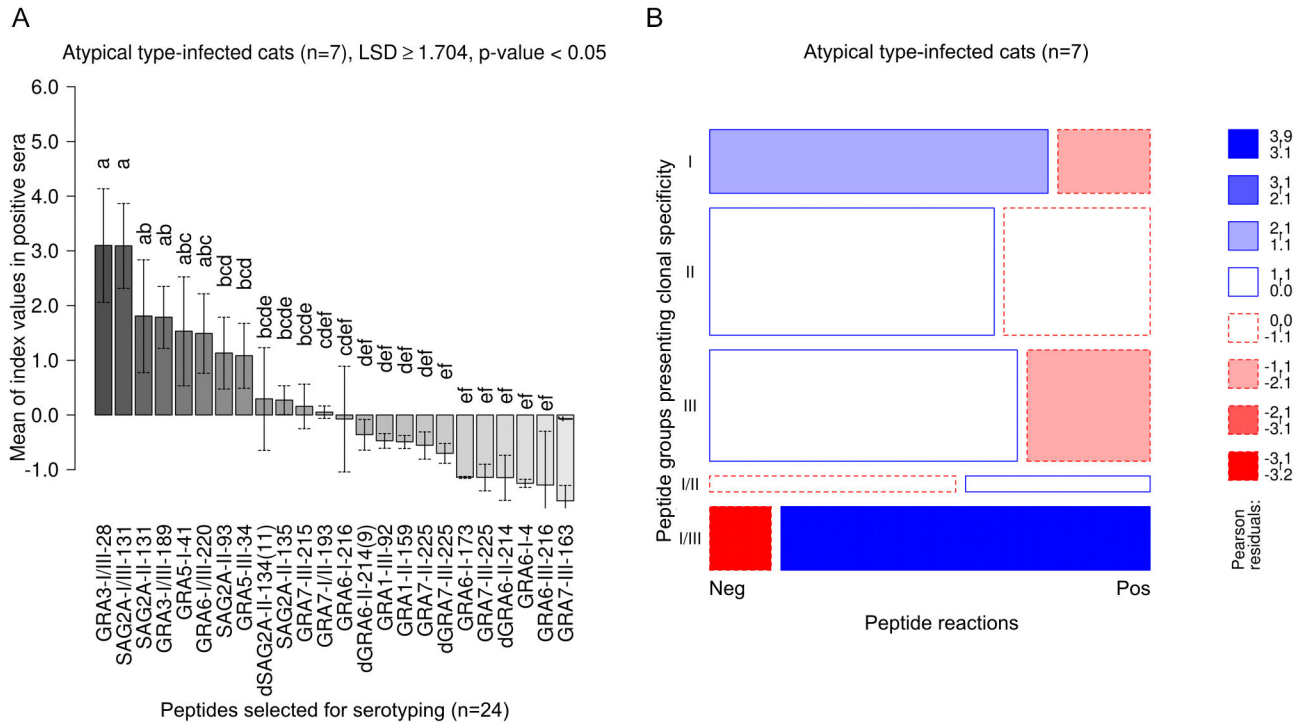 A
Atypical type-infected cats (n=7), LSD ≥ 1.704, p-value < 0.05
Mean of index values in positive sera
6.0
5.0
4.0
3.0
2.0
1.0
0.0
-1.0
a
a
ab
ab
abc
abc
bcd
bcd
bcde
bcde
bcde
cdef
cdef
def
def
def
def
def
ef
ef
ef
ef
ef
f
GRA3-I/III-28
SAG2A-I/III-131
SAG2A-II-131
GRA3-I/III-189
GRA5-I-41
GRA6-I/III-220
SAG2A-II-93
GRA5-III-34
dSAG2A-II-134(11)
SAG2A-II-135
GRA7-III-215
GRA7-I/II-193
GRA6-I-216
dGRA6-II-214(9)
GRA1-III-92
GRA1-II-159
GRA7-II-225
dGRA7-II-225
GRA6-I-173
GRA7-III-225
dGRA6-II-214
GRA6-I-4
GRA6-III-216
GRA7-III-163
Peptides selected for serotyping (n=24)
B
Atypical type-infected cats (n=7)
Peptide groups presenting clonal specificity
I
II
III
I/II
I/III
Neg
Pos
Peptide reactions
3,9
3.1
3,1
2.1
2,1
1.1
1,1
0.0
0,0
-1.1
-1,1
-2.1
-2,1
-3.1
-3,1
-3.2
Pearson
residuals: